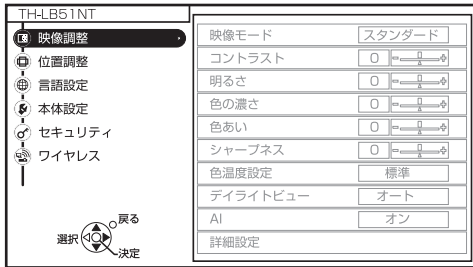 TH-LB51NT
映像調整
位置調整
言語設定
本体設定
セキュリティ
ワイヤレス
戻る
選択
決定
映像モード スタンダード
コントラスト 0
明るさ 0
色の濃さ 0
色あい 0
シャープネス 0
色温度設定 標準
デイライトビュー オート
AI オン
詳細設定